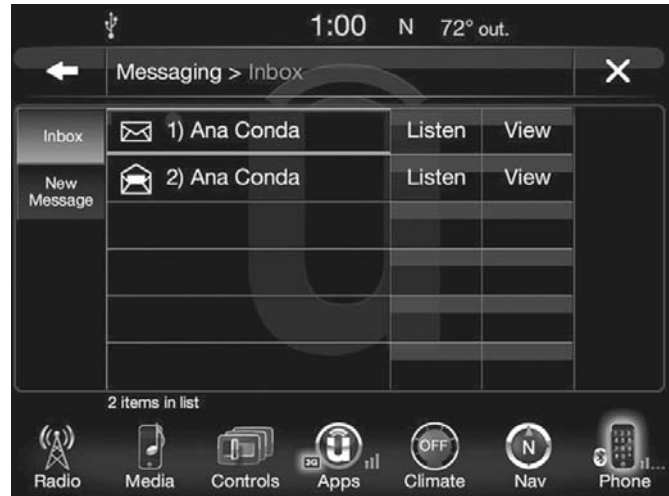 1:00 N 72° out.
Messaging > Inbox
Inbox
1) Ana Conda Listen View
New
Message
2) Ana Conda Listen View
2 items in list
OFF
N
3G
Radio Media Controls Apps Climate Nav Phone